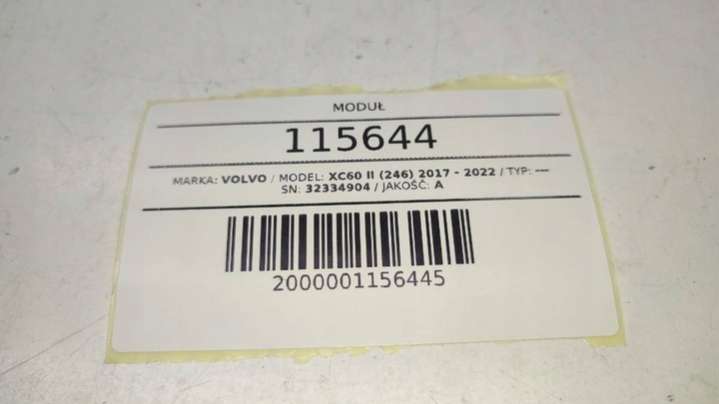 MODUŁ
115644
MARKA: VOLVO / MODEL: XC60 II (246) 2017 - 2022 / TYP: ---
SN: 32334904 / JAKOŚĆ: A
2000001156445